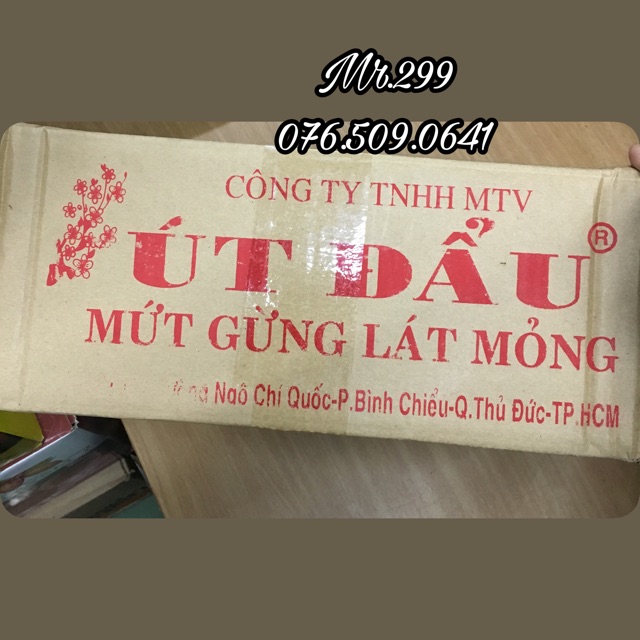 Mr.299
076.509.0641
CÔNG TY TNHH MTV
ÚT ĐẨU®
MỨT GỪNG LÁT MỎNG
Ngô Chí Quốc-P.Bình Chiểu-Q.Thủ Đức-TP.HCM